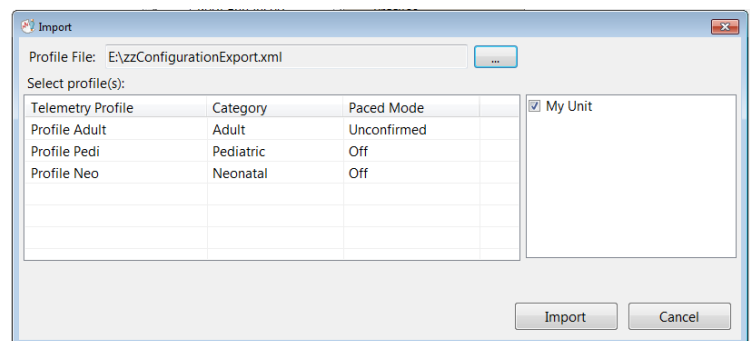 Import
Profile File: E:\zzConfigurationExport.xml ...
Select profile(s):
Telemetry Profile Category Paced Mode
Profile Adult Adult Unconfirmed
Profile Pedi Pediatric Off
Profile Neo Neonatal Off
My Unit
Import Cancel